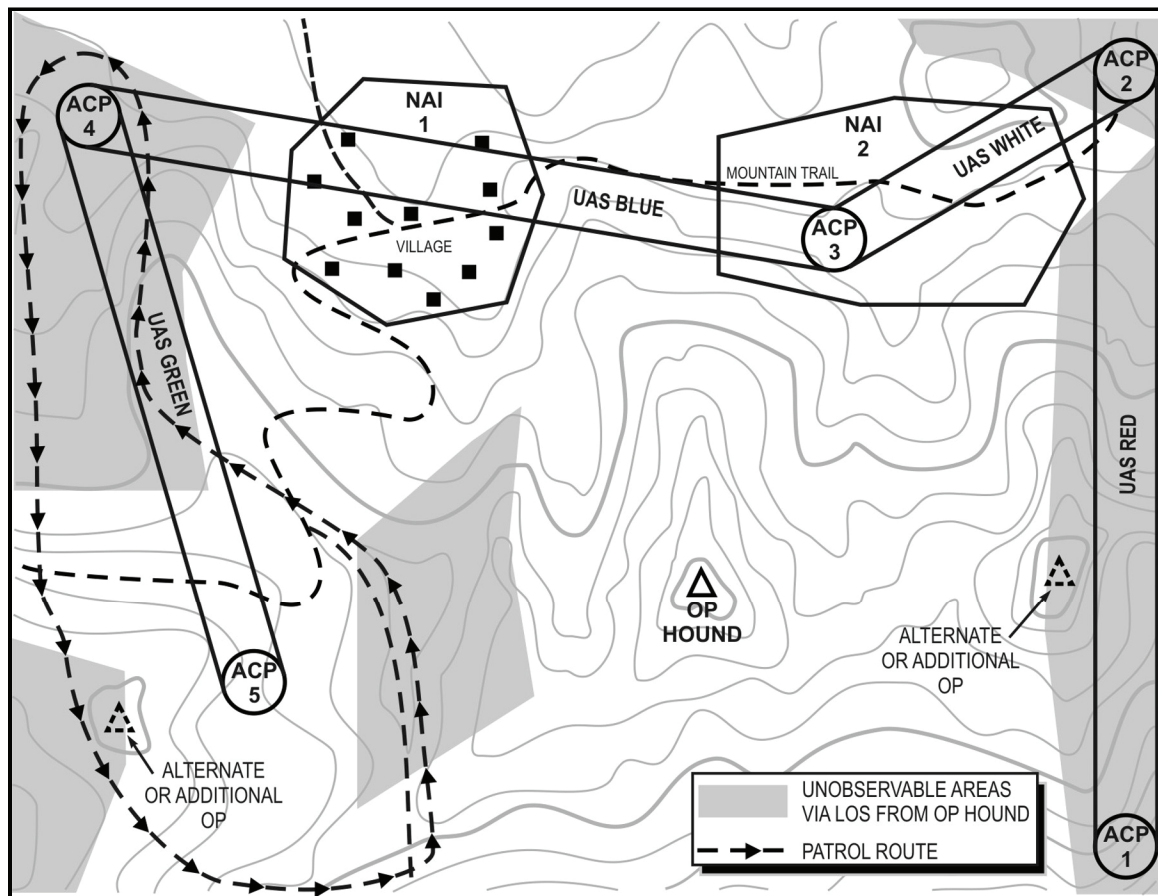 ACP
2
ACP
4
NAI
1
NAI
2
UAS WHITE
MOUNTAIN TRAIL
UAS BLUE
ACP
3
VILLAGE
UAS GREEN
UAS RED
OP
HOUND
ALTERNATE
OR ADDITIONAL
OP
ACP
5
ALTERNATE
OR ADDITIONAL
OP
UNOBSERVABLE AREAS
VIA LOS FROM OP HOUND
PATROL ROUTE
ACP
1